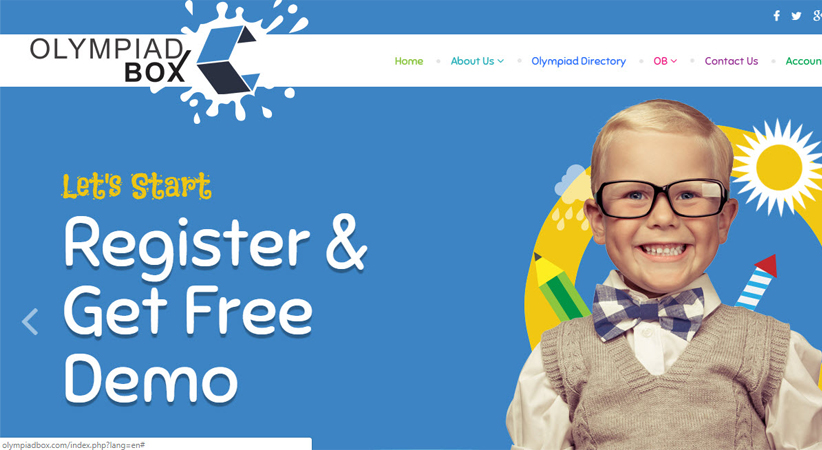 OLYMPIAD
BOX
Home
About Us
Olympiad Directory
OB
Contact Us
Accoun
Let's Start
Register &
Get Free
Demo
olympiadbox.com/index.php?lang=en#